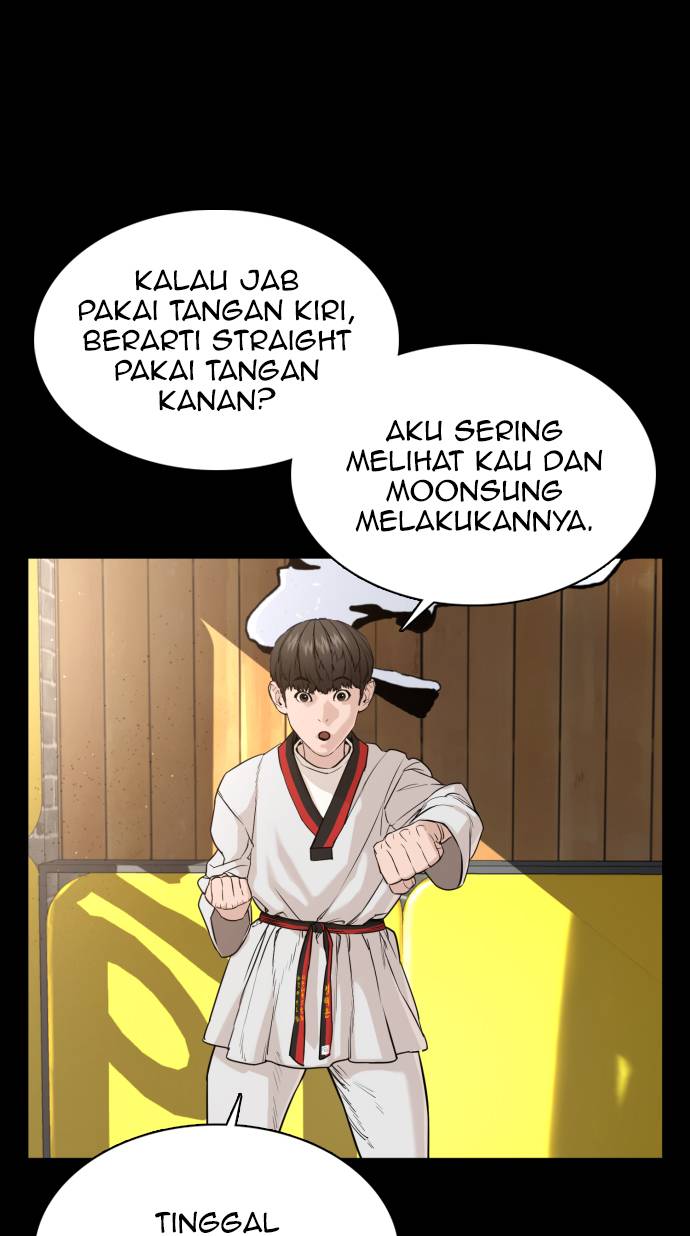 KALAU JAB
PAKAI TANGAN KIRI,
BERARTI STRAIGHT
PAKAI TANGAN
KANAN?
AKU SERING
MELIHAT KAU DAN
MOONSUNG
MELAKUKANNYA.
TINGGAL